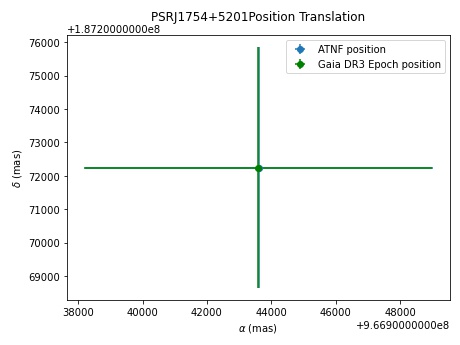 PSRJ1754+5201Position Translation
+1.8720000000e8
ATNF position
Gaia DR3 Epoch position
76000
75000
74000
73000
72000
71000
70000
69000
δ (mas)
38000 40000 42000 44000 46000 48000
α (mas)
+9.6690000000e8